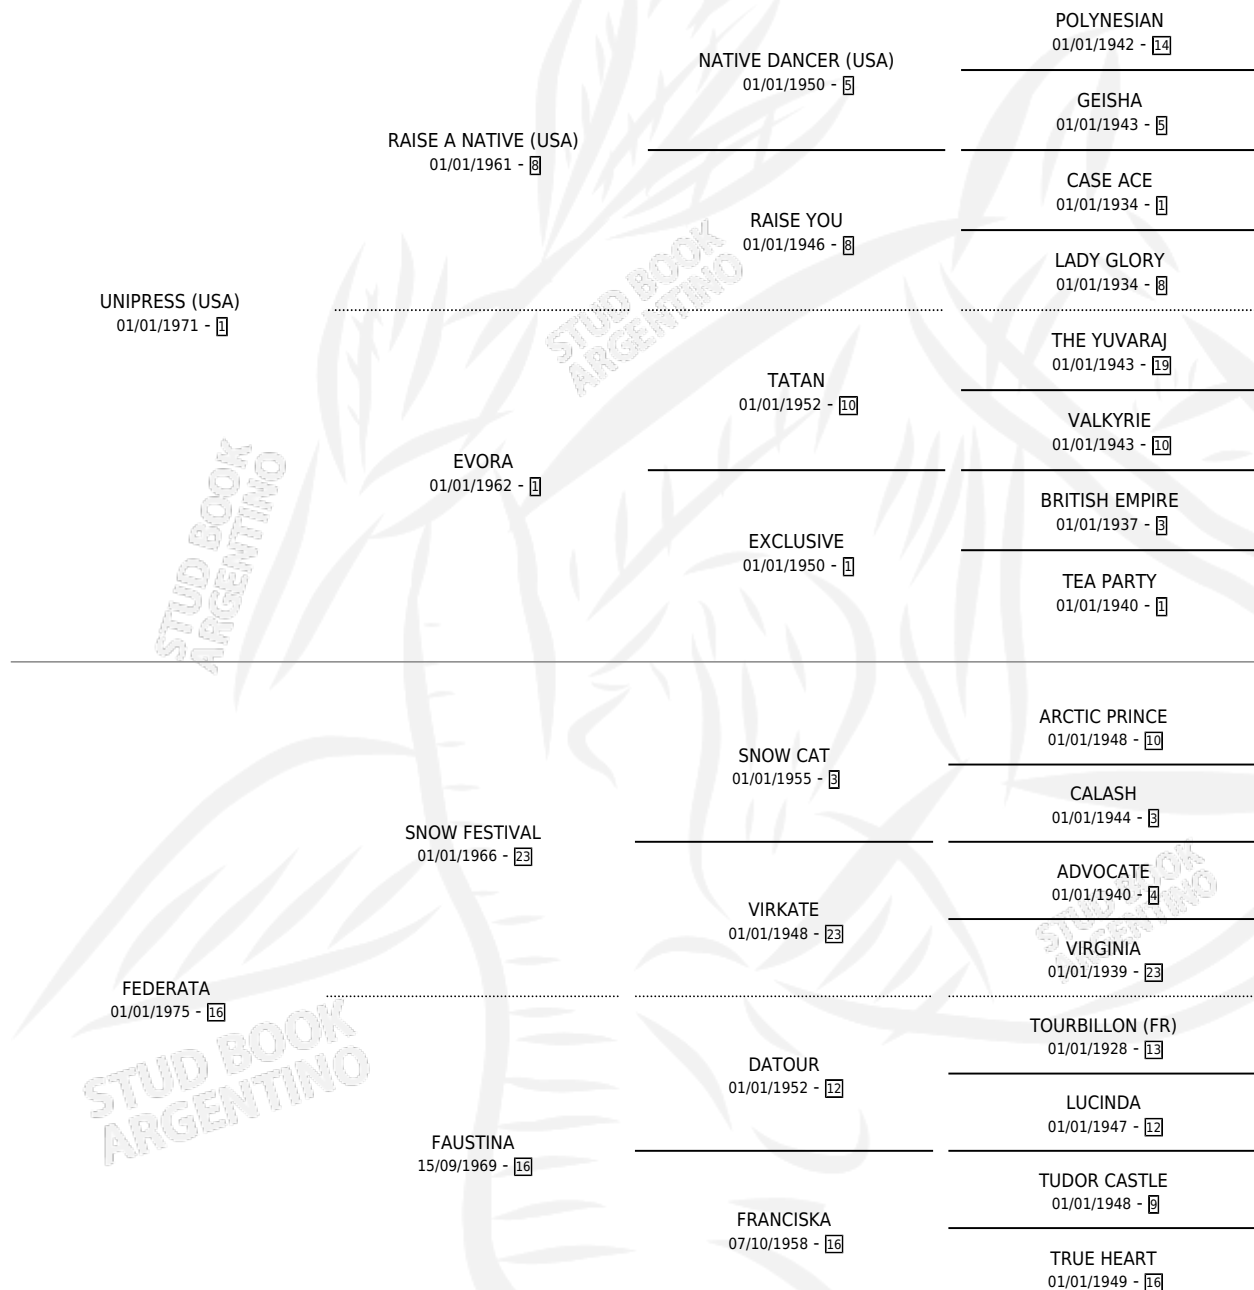 POLYNESIAN
01/01/1942 - 14
NATIVE DANCER (USA)
01/01/1950 - 5
GEISHA
01/01/1943 - 5
RAISE A NATIVE (USA)
01/01/1961 - 8
CASE ACE
01/01/1934 - 1
RAISE YOU
01/01/1946 - 8
LADY GLORY
01/01/1934 - 8
UNIPRESS (USA)
01/01/1971 - 1
THE YUVARAJ
01/01/1943 - 19
TATAN
01/01/1952 - 10
VALKYRIE
01/01/1943 - 10
EVORA
01/01/1962 - 1
BRITISH EMPIRE
01/01/1937 - 3
EXCLUSIVE
01/01/1950 - 1
TEA PARTY
01/01/1940 - 1
ARCTIC PRINCE
01/01/1948 - 10
SNOW CAT
01/01/1955 - 3
CALASH
01/01/1944 - 3
SNOW FESTIVAL
01/01/1966 - 23
ADVOCATE
01/01/1940 - 4
VIRKATE
01/01/1948 - 23
VIRGINIA
01/01/1939 - 23
FEDERATA
01/01/1975 - 16
TOURBILLON (FR)
01/01/1928 - 13
DATOUR
01/01/1952 - 12
LUCINDA
01/01/1947 - 12
FAUSTINA
15/09/1969 - 16
TUDOR CASTLE
01/01/1948 - 9
FRANCISKA
07/10/1958 - 16
TRUE HEART
01/01/1949 - 16
STUD BOOK
ARGENTINO
STUD BOOK
ARGENTINO
STUD BOOK
ARGENTINO
STUD BOOK
ARGENTINO